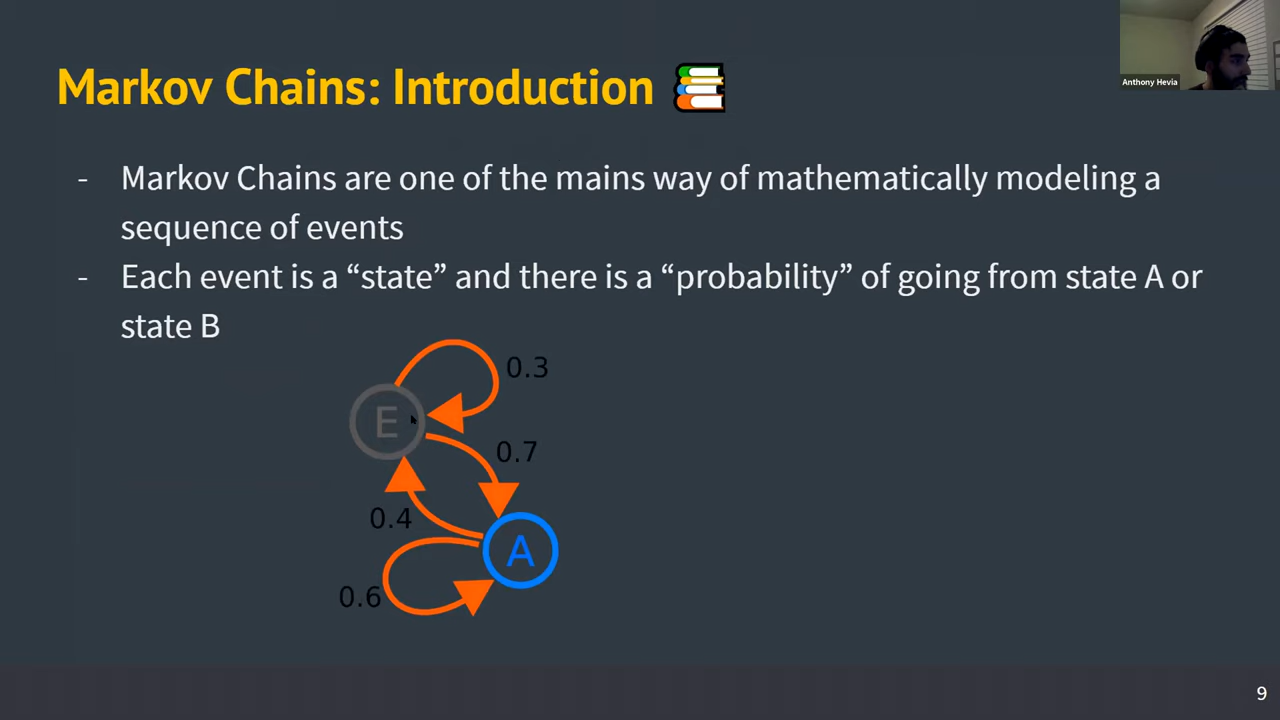 Markov Chains: Introduction
Anthony Hevia
- Markov Chains are one of the mains way of mathematically modeling a
sequence of events
- Each event is a “state” and there is a “probability” of going from state A or
state B
0.3
E
0.7
0.4
A
0.6
9